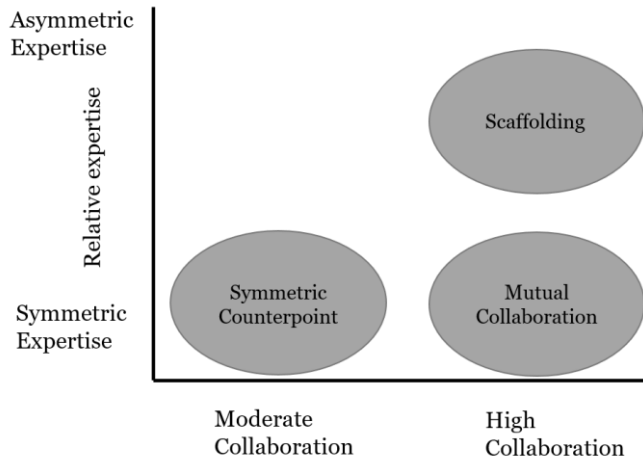 Asymmetric
Expertise
Scaffolding
Relative expertise
Symmetric
Counterpoint
Mutual
Collaboration
Symmetric
Expertise
Moderate
Collaboration
High
Collaboration